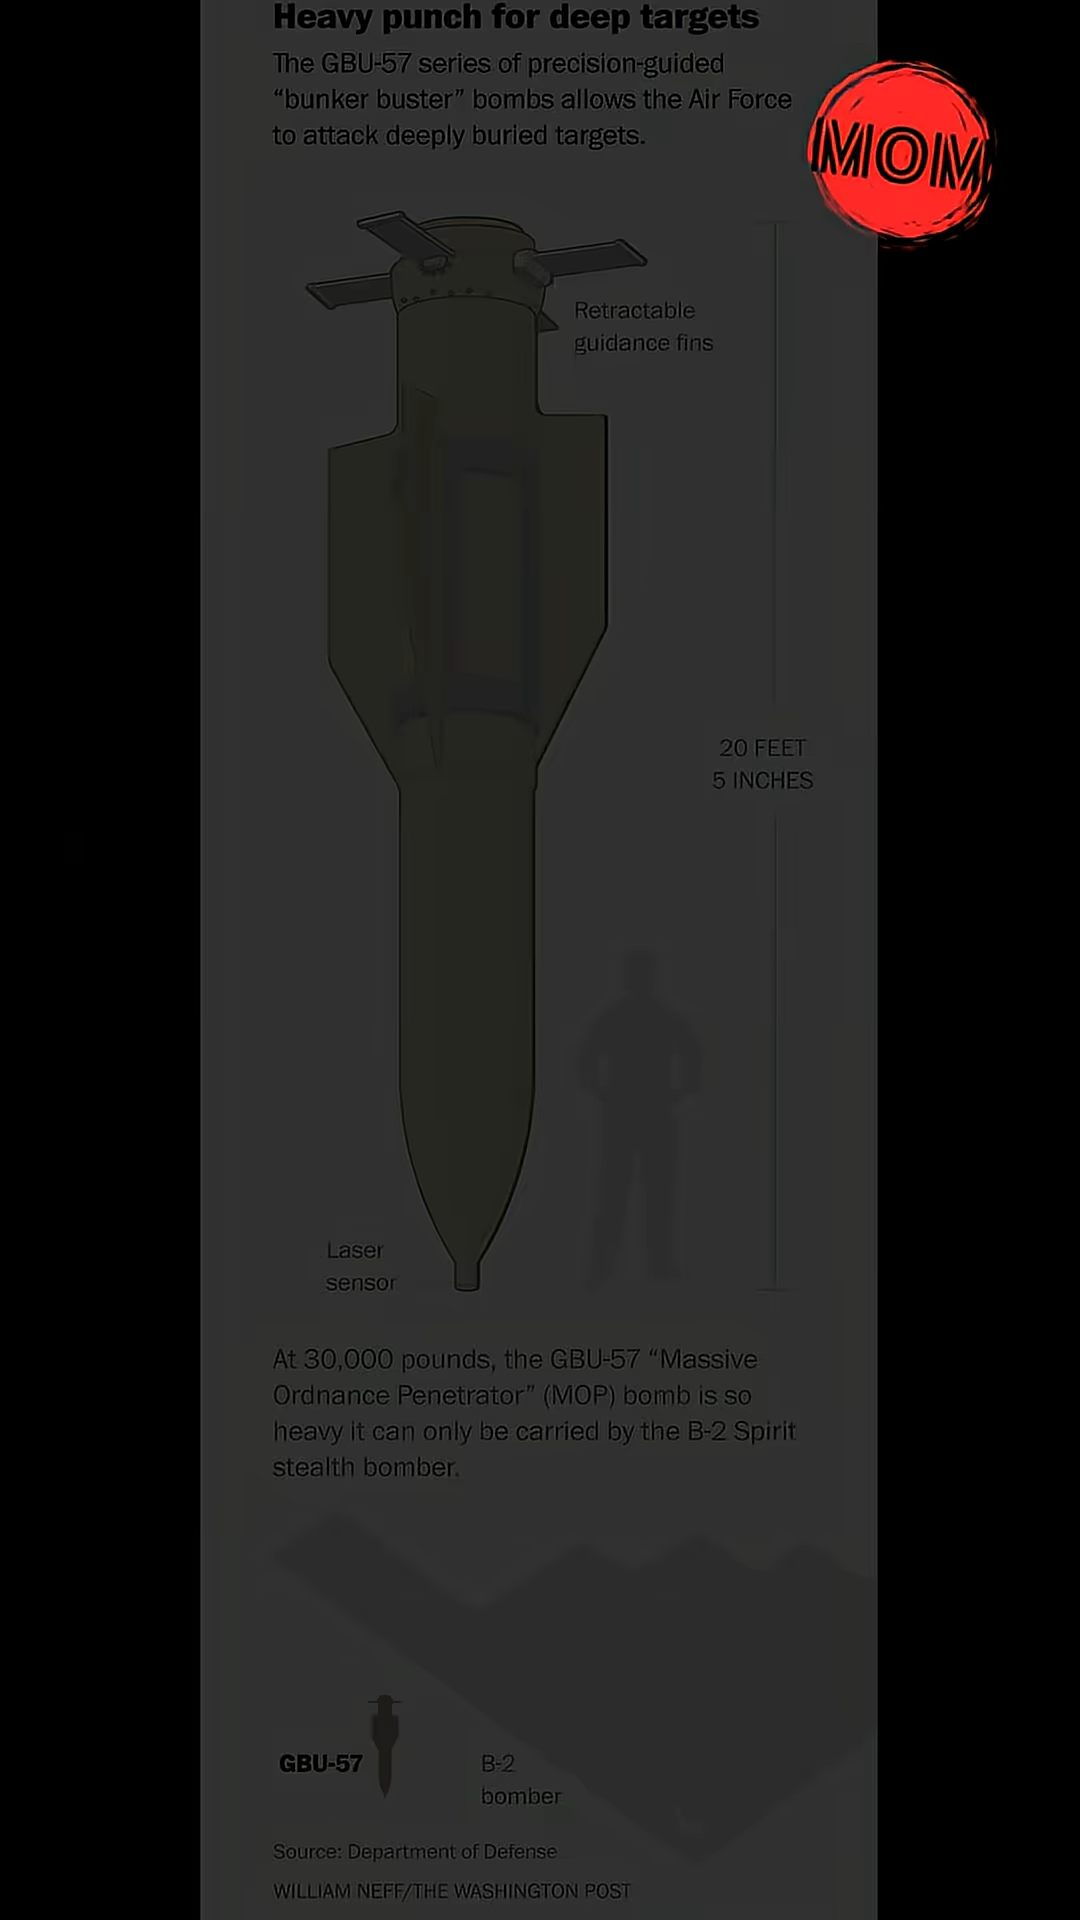 Heavy punch for deep targets
The GBU-57 series of precision-guided
“bunker buster” bombs allows the Air Force
to attack deeply buried targets.
MOM
Retractable
guidance fins
20 FEET
5 INCHES
Laser
sensor
At 30,000 pounds, the GBU-57 “Massive
Ordnance Penetrator” (MOP) bomb is so
heavy it can only be carried by the B-2 Spirit
stealth bomber.
GBU-57
B-2
bomber
Source: Department of Defense
WILLIAM NEFF/THE WASHINGTON POST